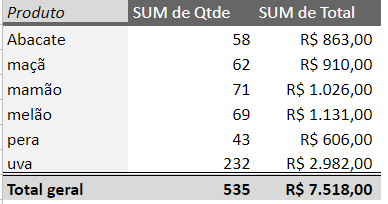 Produto SUM de Qtde SUM de Total
Abacate 58 R$ 863,00
maçã 62 R$ 910,00
mamão 71 R$ 1.026,00
melão 69 R$ 1.131,00
pera 43 R$ 606,00
uva 232 R$ 2.982,00
Total geral 535 R$ 7.518,00